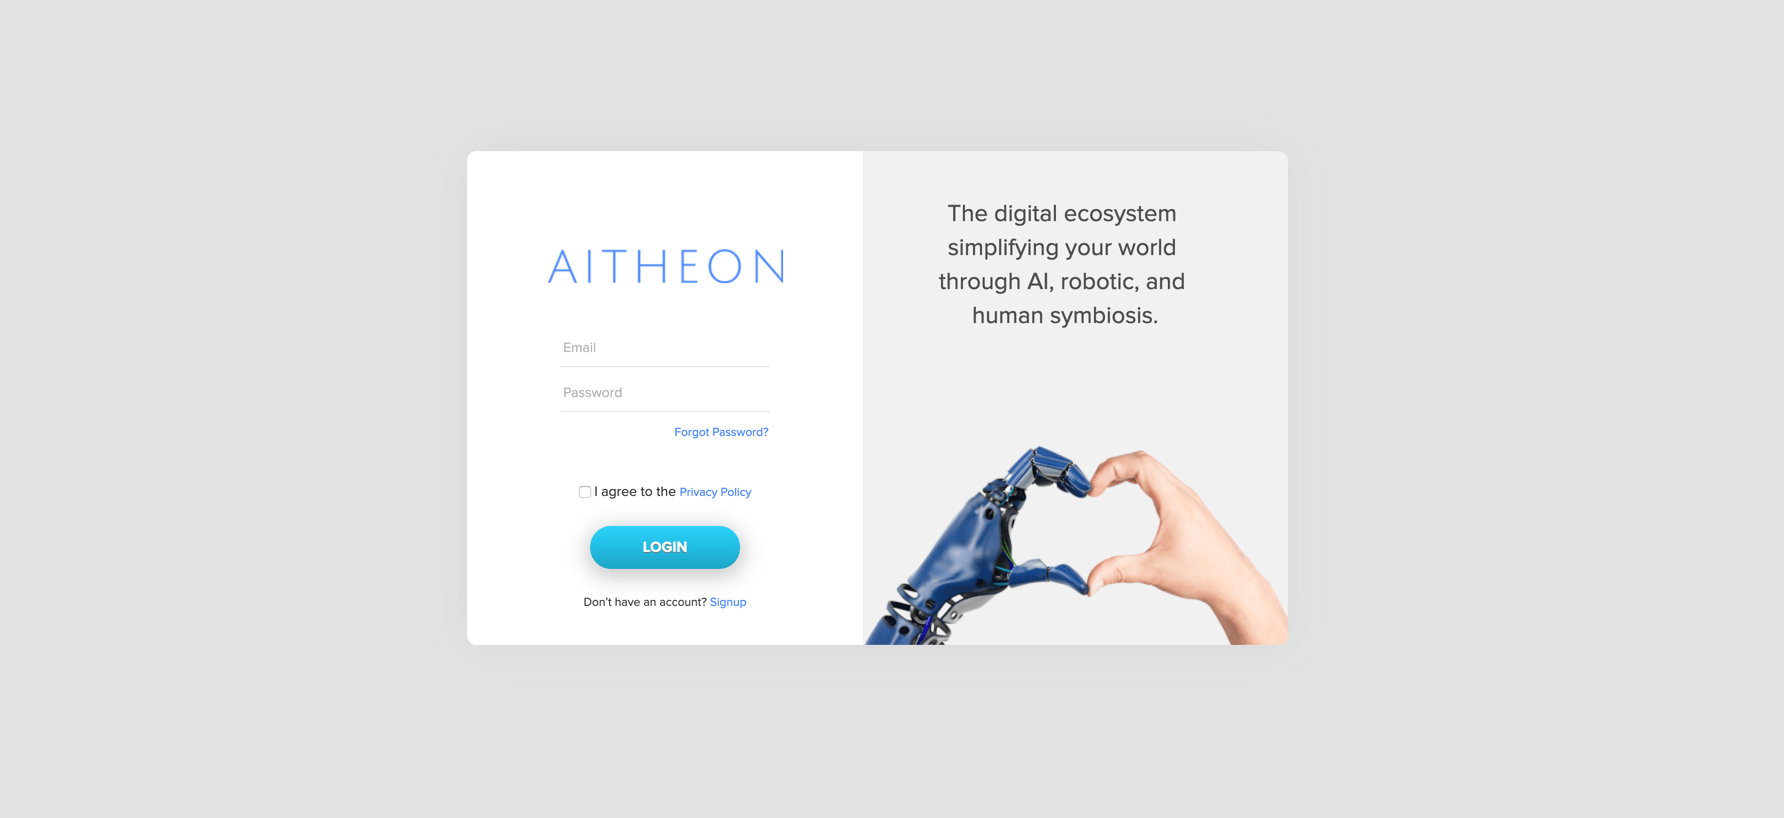 AITHEON
Email
Password
Forgot Password?
I agree to the Privacy Policy
LOGIN
Don't have an account? Signup
The digital ecosystem
simplifying your world
through AI, robotic, and
human symbiosis.